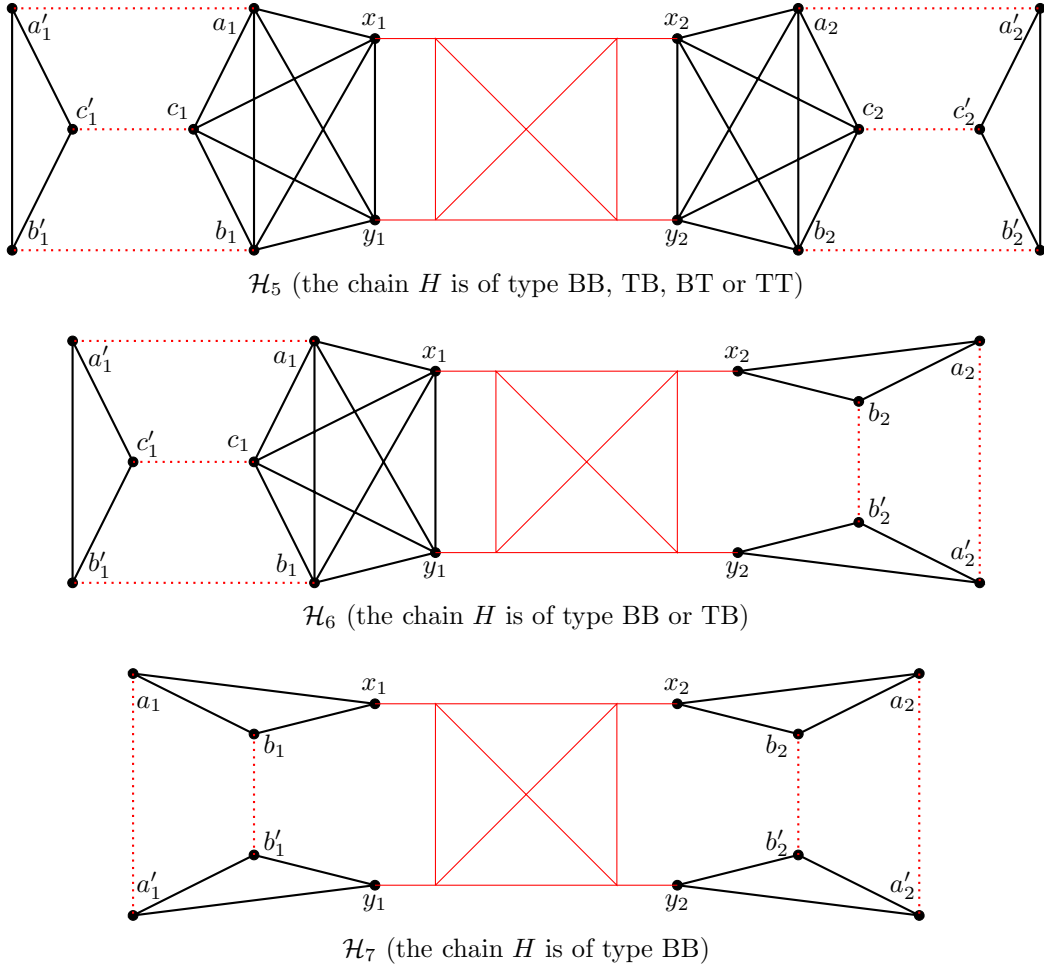 x₁ x₂
a′₁ a₁ a₂ a′₂
c′₁ c₁ c₂ c′₂
b′₁ b₁ b₂ b′₂
y₁ y₂
ℋ₅ (the chain H is of type BB, TB, BT or TT)
a′₁ a₁ x₁ x₂ a₂
b₂
c′₁ c₁
b′₂
b′₁ b₁ y₁ y₂ a′₂
ℋ₆ (the chain H is of type BB or TB)
a₁ x₁ x₂ a₂
b₁ b₂
b′₁ b′₂
a′₁ y₁ y₂ a′₂
ℋ₇ (the chain H is of type BB)